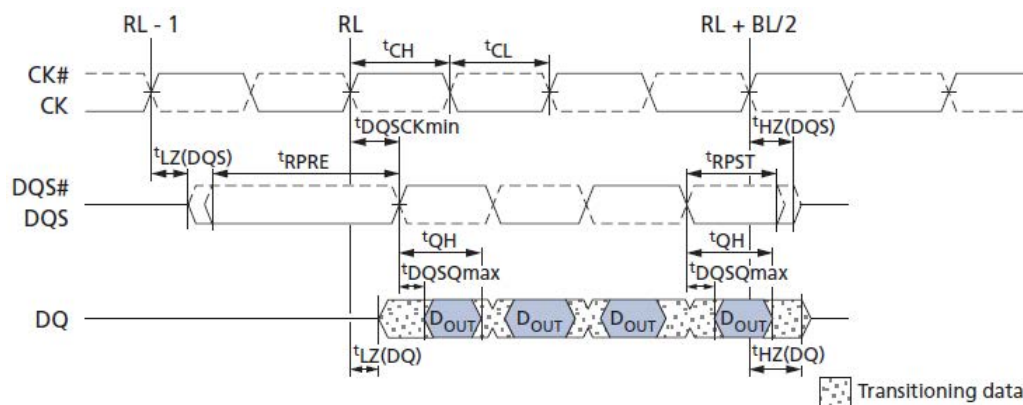 RL - 1 RL RL + BL/2
tCH tCL
CK#
CK
tDQSCKmin tHZ(DQS)
tLZ(DQS) tRPRE tRPST
DQS#
DQS
tQH tQH
tDQSQmax tDQSQmax
DQ DOUT DOUT DOUT DOUT
tLZ(DQ) tHZ(DQ)
Transitioning data